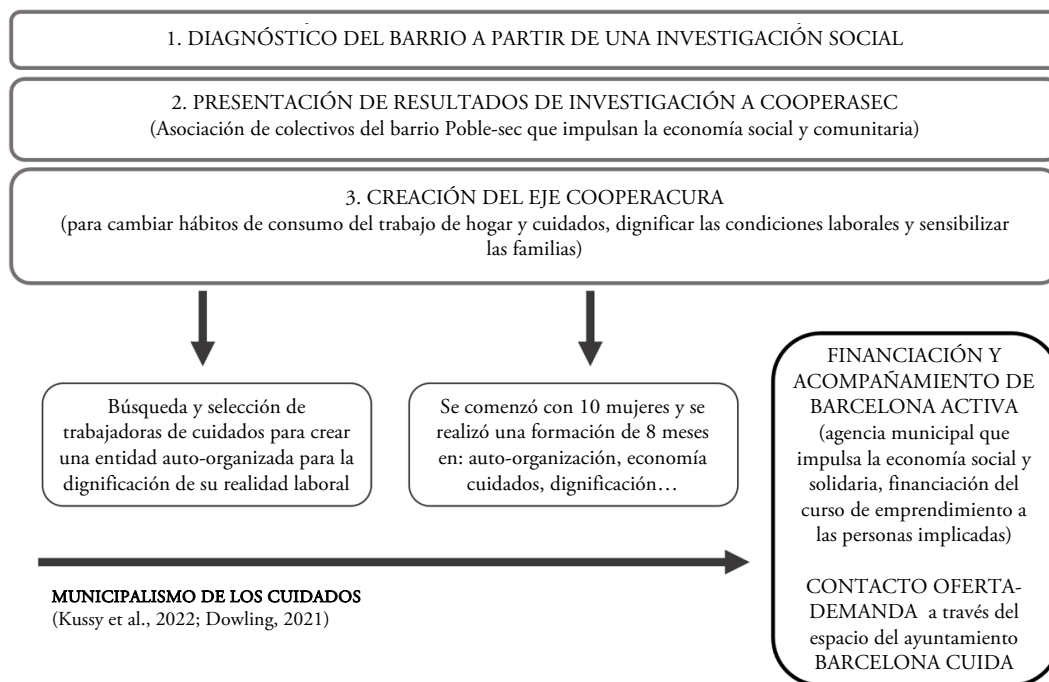 1. DIAGNÓSTICO DEL BARRIO A PARTIR DE UNA INVESTIGACIÓN SOCIAL
2. PRESENTACIÓN DE RESULTADOS DE INVESTIGACIÓN A COOPERASEC
(Asociación de colectivos del barrio Poble-sec que impulsan la economía social y comunitaria)
3. CREACIÓN DEL EJE COOPERACURA
(para cambiar hábitos de consumo del trabajo de hogar y cuidados, dignificar las condiciones laborales y sensibilizar
las familias)
Búsqueda y selección de
trabajadoras de cuidados para crear
una entidad auto-organizada para la
dignificación de su realidad laboral
Se comenzó con 10 mujeres y se
realizó una formación de 8 meses
en: auto-organización, economía
cuidados, dignificación…
FINANCIACIÓN Y
ACOMPAÑAMIENTO DE
BARCELONA ACTIVA
(agencia municipal que
impulsa la economía social y
solidaria, financiación del
curso de emprendimiento a
las personas implicadas)
CONTACTO OFERTA-
DEMANDA a través del
espacio del ayuntamiento
BARCELONA CUIDA
MUNICIPALISMO DE LOS CUIDADOS
(Kussy et al., 2022; Dowling, 2021)